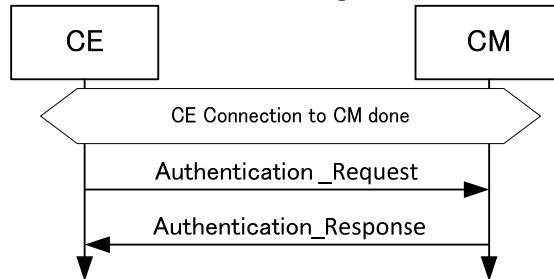 CE
CM
CE Connection to CM done
Authentication_Request
Authentication_Response